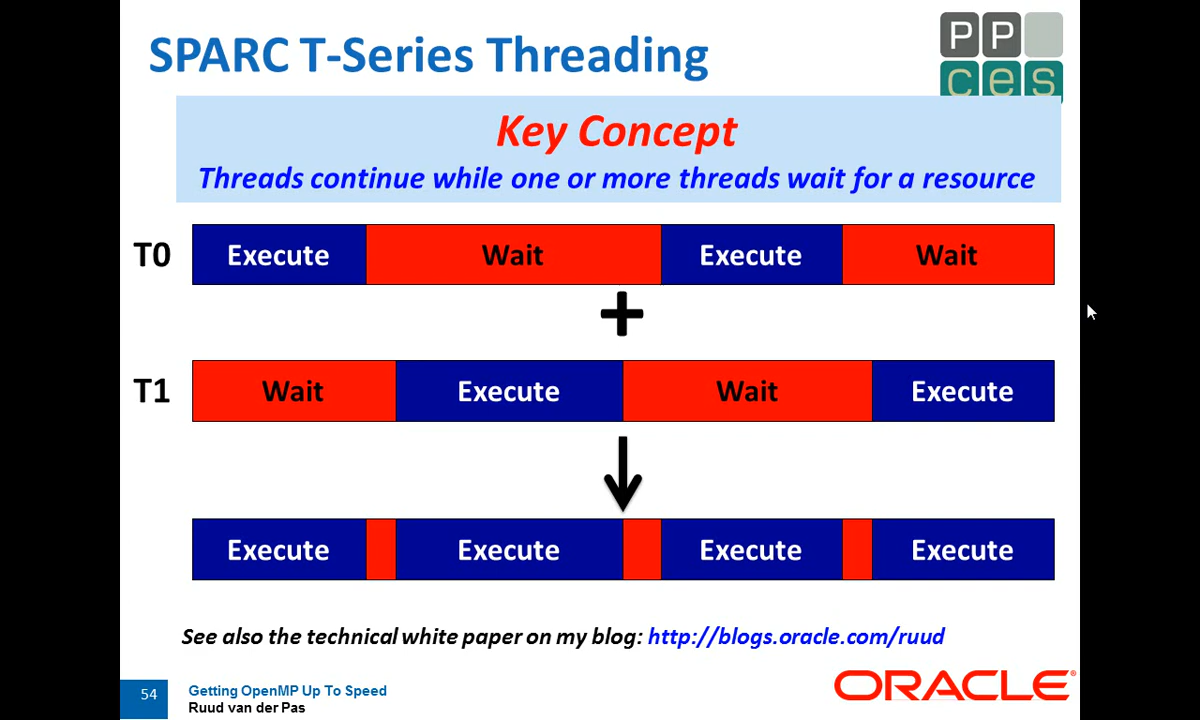 SPARC T-Series Threading
PP
ces
Key Concept
Threads continue while one or more threads wait for a resource
T0 Execute Wait Execute Wait
+
T1 Wait Execute Wait Execute
Execute Execute Execute Execute
See also the technical white paper on my blog: http://blogs.oracle.com/ruud
54 Getting OpenMP Up To Speed
Ruud van der Pas
ORACLE®